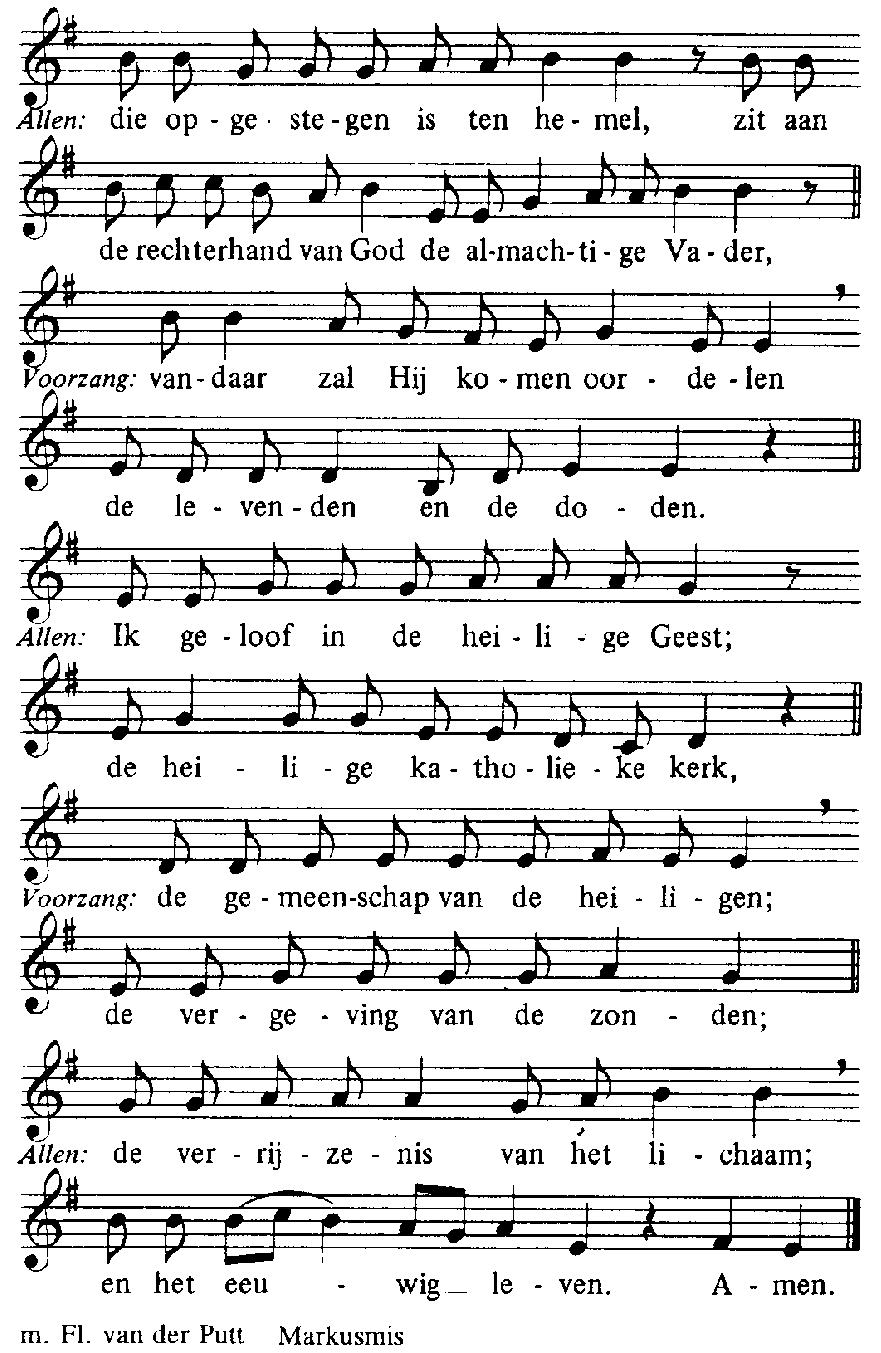 Allen: die op - ge - ste - gen is ten he - mel, zit aan
de rechterhand van God de al-mach-ti-ge Va-der,
Voorzang: van-daar zal Hij ko-men oor - de-len
de le-ven-den en de do-den.
Allen: Ik ge-loof in de hei-li-ge Geest;
de hei-li-ge ka-tho-lie-ke kerk,
Voorzang: de ge-meen-schap van de hei-li-gen;
de ver-ge-ving van de zon-den;
Allen: de ver-rij-ze-nis van het li-chaam;
en het eeu - wig_ le-ven. A-men.
m. Fl. van der Putt Markusmis